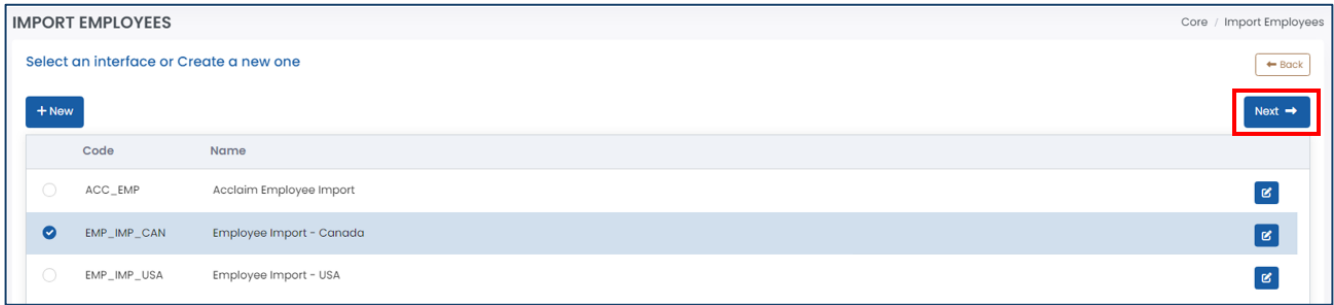 IMPORT EMPLOYEES Core / Import Employees
Select an interface or Create a new one Back
+ New Next
Code Name
ACC_EMP Acclaim Employee Import
EMP_IMP_CAN Employee Import - Canada
EMP_IMP_USA Employee Import - USA